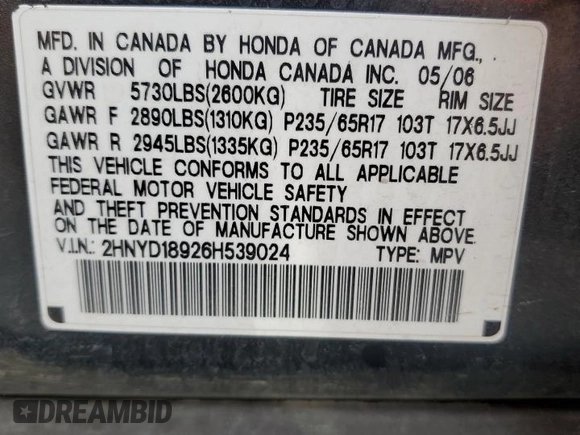 MFD. IN CANADA BY HONDA OF CANADA MFG.,
A DIVISION OF HONDA CANADA INC. 05/06
GVWR 5730LBS(2600KG) TIRE SIZE RIM SIZE
GAWR F 2890LBS(1310KG) P235/65R17 103T 17X6.5JJ
GAWR R 2945LBS(1335KG) P235/65R17 103T 17X6.5JJ
THIS VEHICLE CONFORMS TO ALL APPLICABLE
FEDERAL MOTOR VEHICLE SAFETY
AND THEFT PREVENTION STANDARDS IN EFFECT
ON THE DATE OF MANUFACTURE SHOWN ABOVE.
V.I.N.: 2HNYD18926H539024 TYPE: MPV
DREAMBID